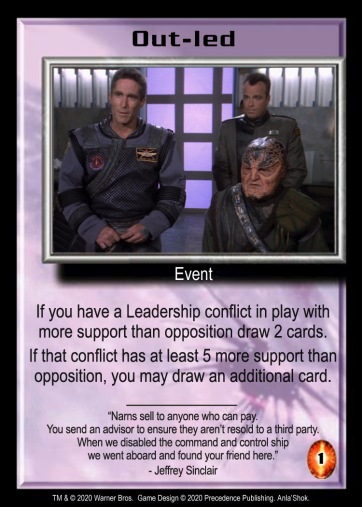 Out-led
Event
If you have a Leadership conflict in play with
more support than opposition draw 2 cards.
If that conflict has at least 5 more support than
opposition, you may draw an additional card.
“Narns sell to anyone who can pay.
You send an advisor to ensure they aren’t resold to a third party.
When we disabled the command and control ship
we went aboard and found your friend here.”
- Jeffrey Sinclair
1
TM & © 2020 Warner Bros. Game Design © 2020 Precedence Publishing. Anla’Shok.